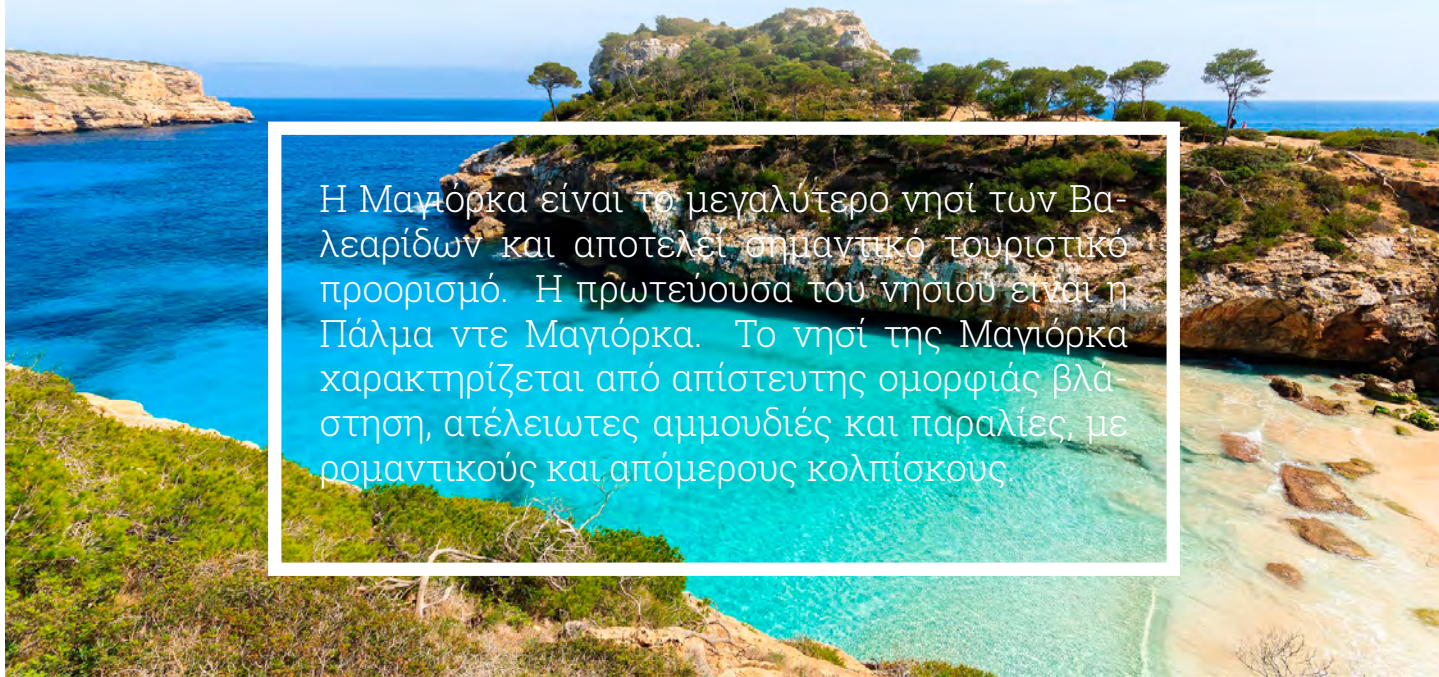 Η Μαγιόρκα είναι το μεγαλύτερο νησί των Βα-
λεαρίδων και αποτελεί σημαντικό τουριστικό
προορισμό. Η πρωτεύουσα του νησιού είναι η
Πάλμα ντε Μαγιόρκα. Το νησί της Μαγιόρκα
χαρακτηρίζεται από απίστευτης ομορφιάς βλά-
στηση, ατέλειωτες αμμουδιές και παραλίες, με
ρομαντικούς και απόμερους κολπίσκους.